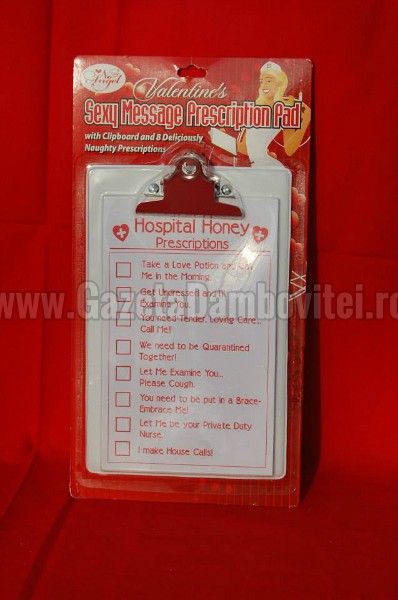 Naughty
Angel
Valentine's
Sexy Message Prescription Pad
with Clipboard and 8 Deliciously
Naughty Prescriptions
Hospital Honey
Prescriptions
Take a Love Potion and Call
Me in the Morning
Get Undressed and I'll
Examine You.
www.GazetaDambovitei.ro
You need Tender, Loving Care...
Call Me!!
We need to be Quarantined
Together!
Let Me Examine You...
Please Cough.
You need to be put in a Brace-
Embrace Me!
Let Me be your Private Duty
Nurse.
I make House Calls!